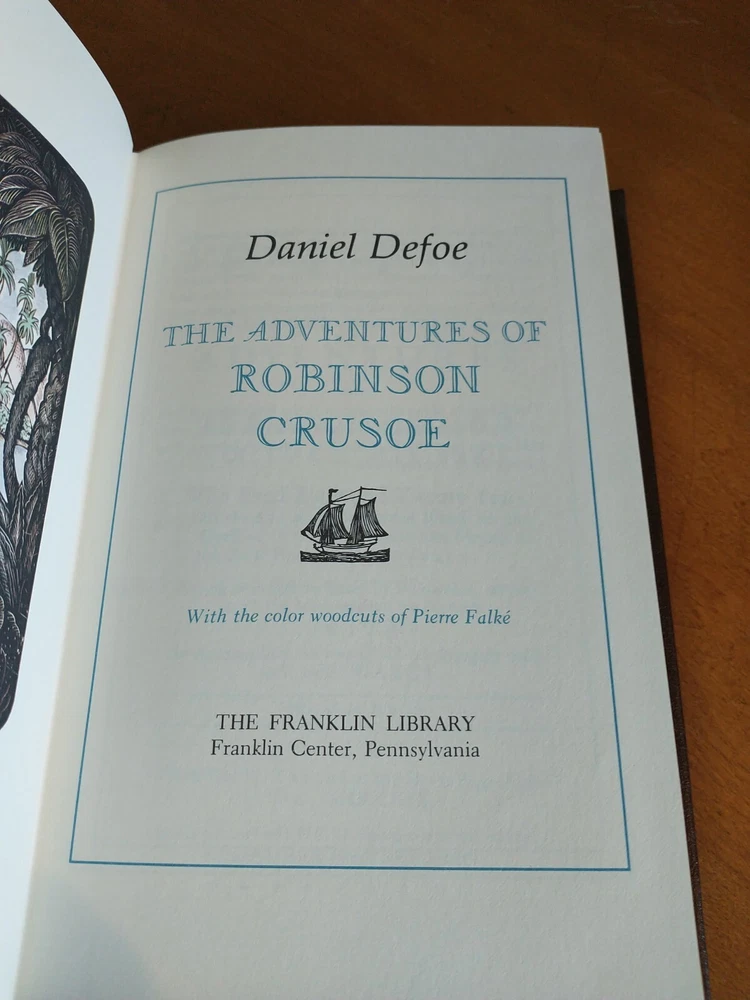 Daniel Defoe
THE ADVENTURES OF
ROBINSON
CRUSOE
With the color woodcuts of Pierre Falké
THE FRANKLIN LIBRARY
Franklin Center, Pennsylvania